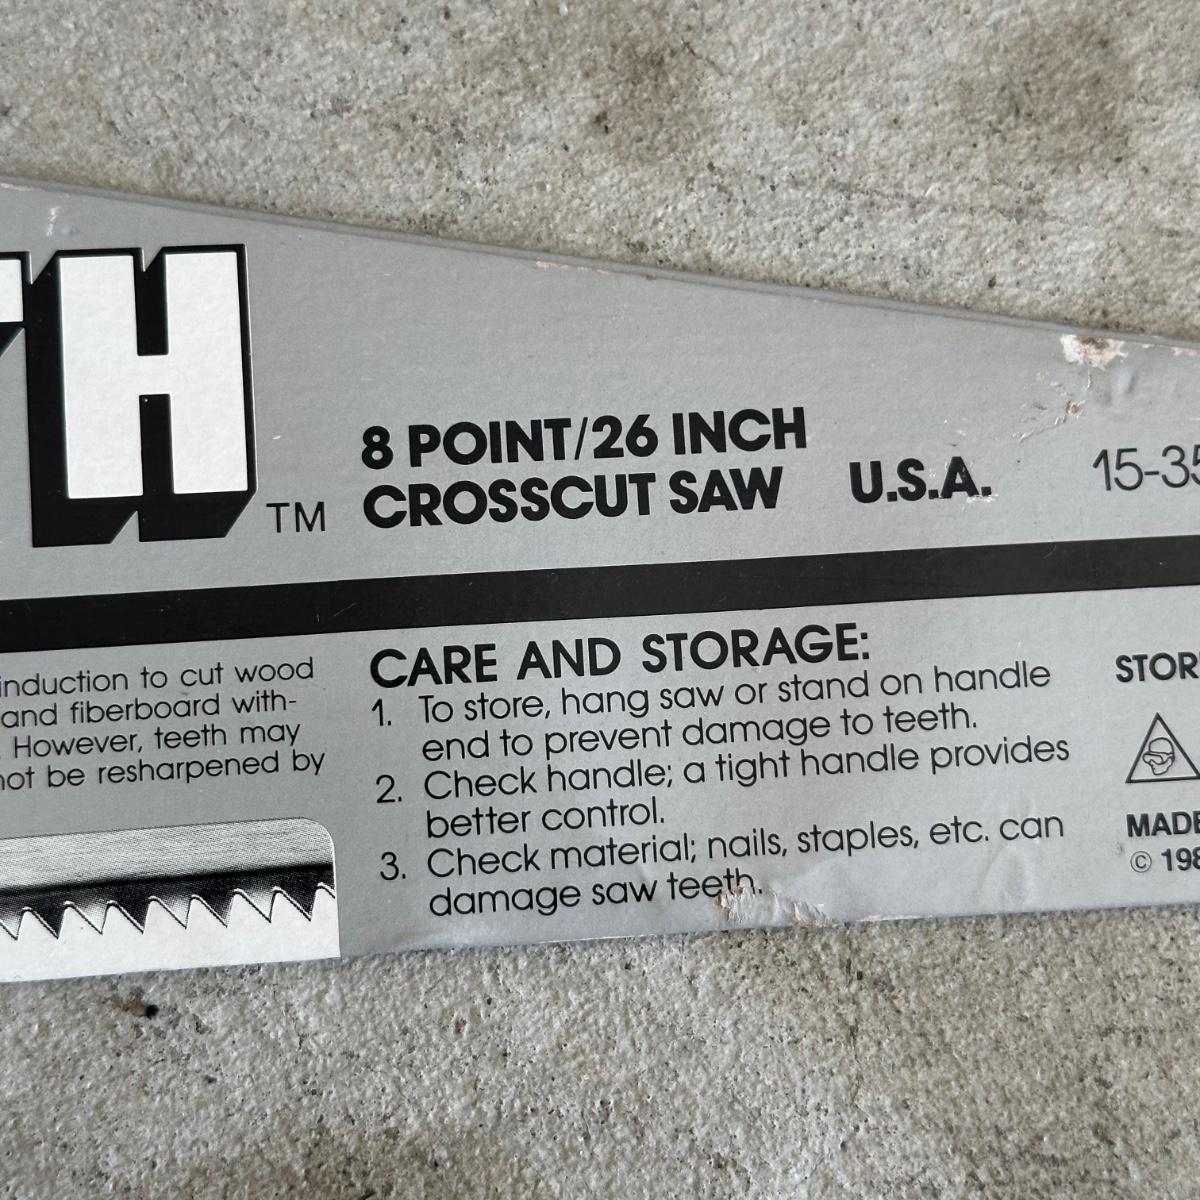 TH
TM
8 POINT/26 INCH
CROSSCUT SAW
U.S.A.
15-35
induction to cut wood
and fiberboard with-
. However, teeth may
not be resharpened by
CARE AND STORAGE:
1. To store, hang saw or stand on handle
end to prevent damage to teeth.
2. Check handle; a tight handle provides
better control.
3. Check material; nails, staples, etc. can
damage saw teeth.
STOR
MADE
© 198